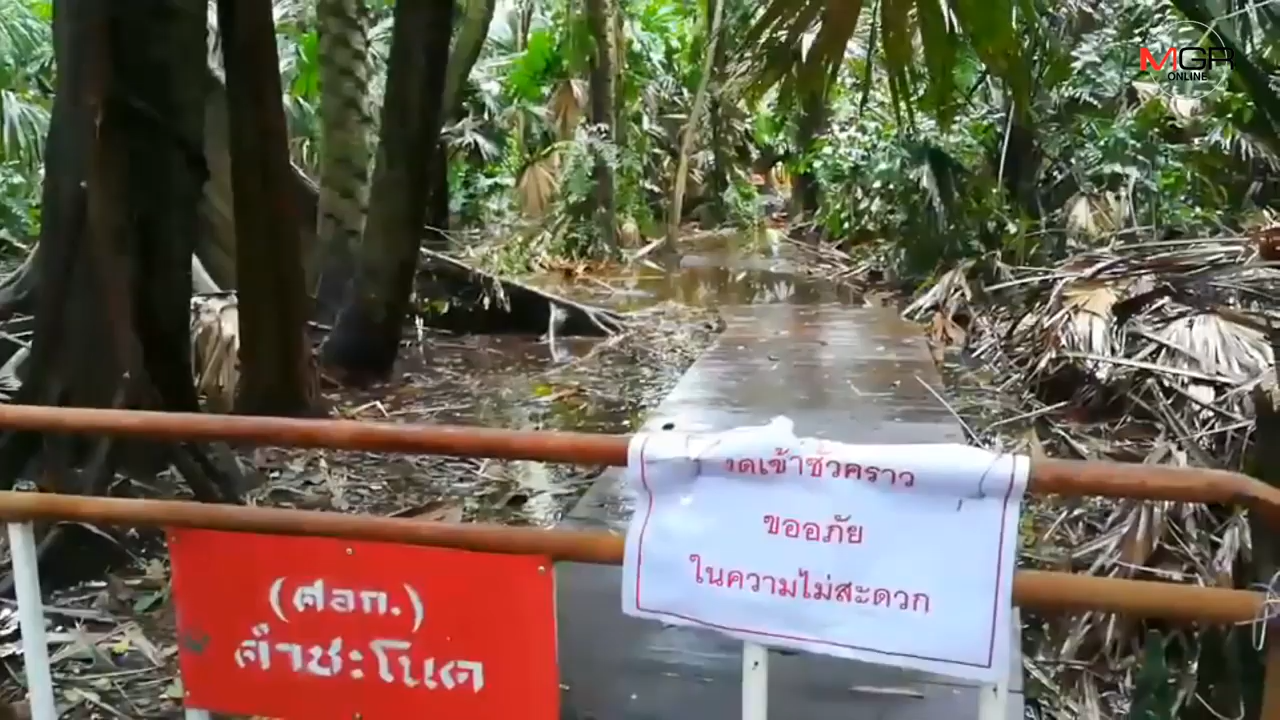 MGR
ONLINE
งดเข้าชั่วคราว
ขออภัย
ในความไม่สะดวก
(ศอก.)
คำชะโนด